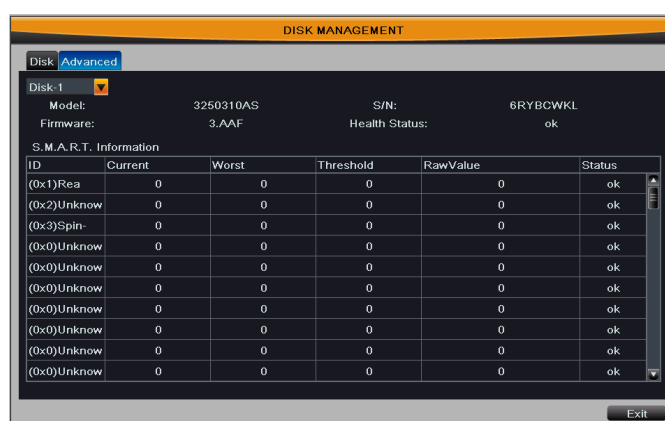 DISK MANAGEMENT
Disk Advanced
Disk-1
Model: 3250310AS S/N: 6RYBCWKL
Firmware: 3.AAF Health Status: ok
S.M.A.R.T. Information
ID Current Worst Threshold RawValue Status
(0x1)Rea 0 0 0 0 ok
(0x2)Unknow 0 0 0 0 ok
(0x3)Spin- 0 0 0 0 ok
(0x0)Unknow 0 0 0 0 ok
(0x0)Unknow 0 0 0 0 ok
(0x0)Unknow 0 0 0 0 ok
(0x0)Unknow 0 0 0 0 ok
(0x0)Unknow 0 0 0 0 ok
(0x0)Unknow 0 0 0 0 ok
(0x0)Unknow 0 0 0 0 ok
Exit